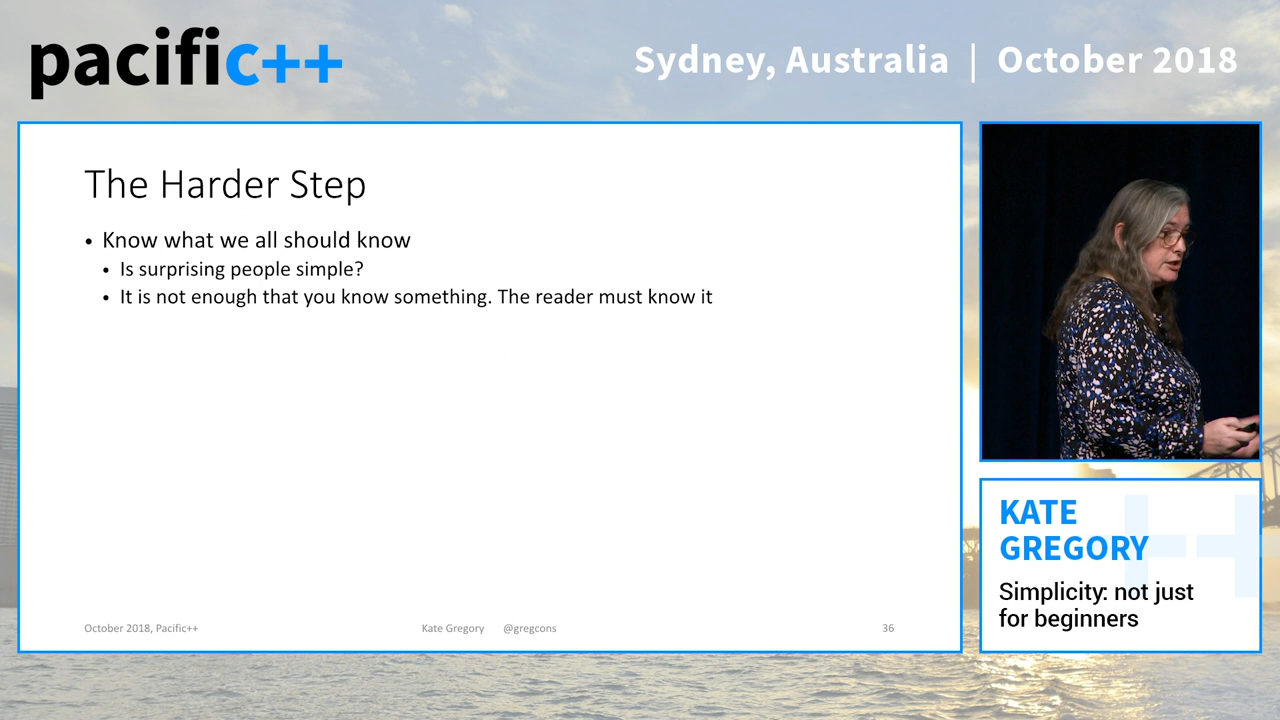 pacific++
Sydney, Australia | October 2018
The Harder Step
• Know what we all should know
• Is surprising people simple?
• It is not enough that you know something. The reader must know it
October 2018, Pacific++
Kate Gregory @gregcons
36
KATE
GREGORY
Simplicity: not just
for beginners